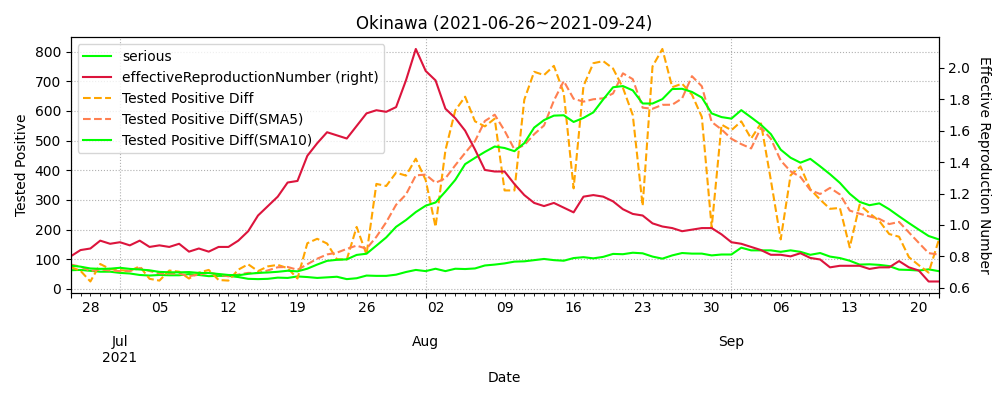 Okinawa (2021-06-26~2021-09-24)
serious
effectiveReproductionNumber (right)
Tested Positive Diff
Tested Positive Diff(SMA5)
Tested Positive Diff(SMA10)
Tested Positive
800
700
600
500
400
300
200
100
0
2.0
1.8
1.6
1.4
1.2
1.0
0.8
0.6
Effective Reproduction Number
28 05 12 19 26 02 09 16 23 30 06 13 20
Jul Aug Sep
2021
Date